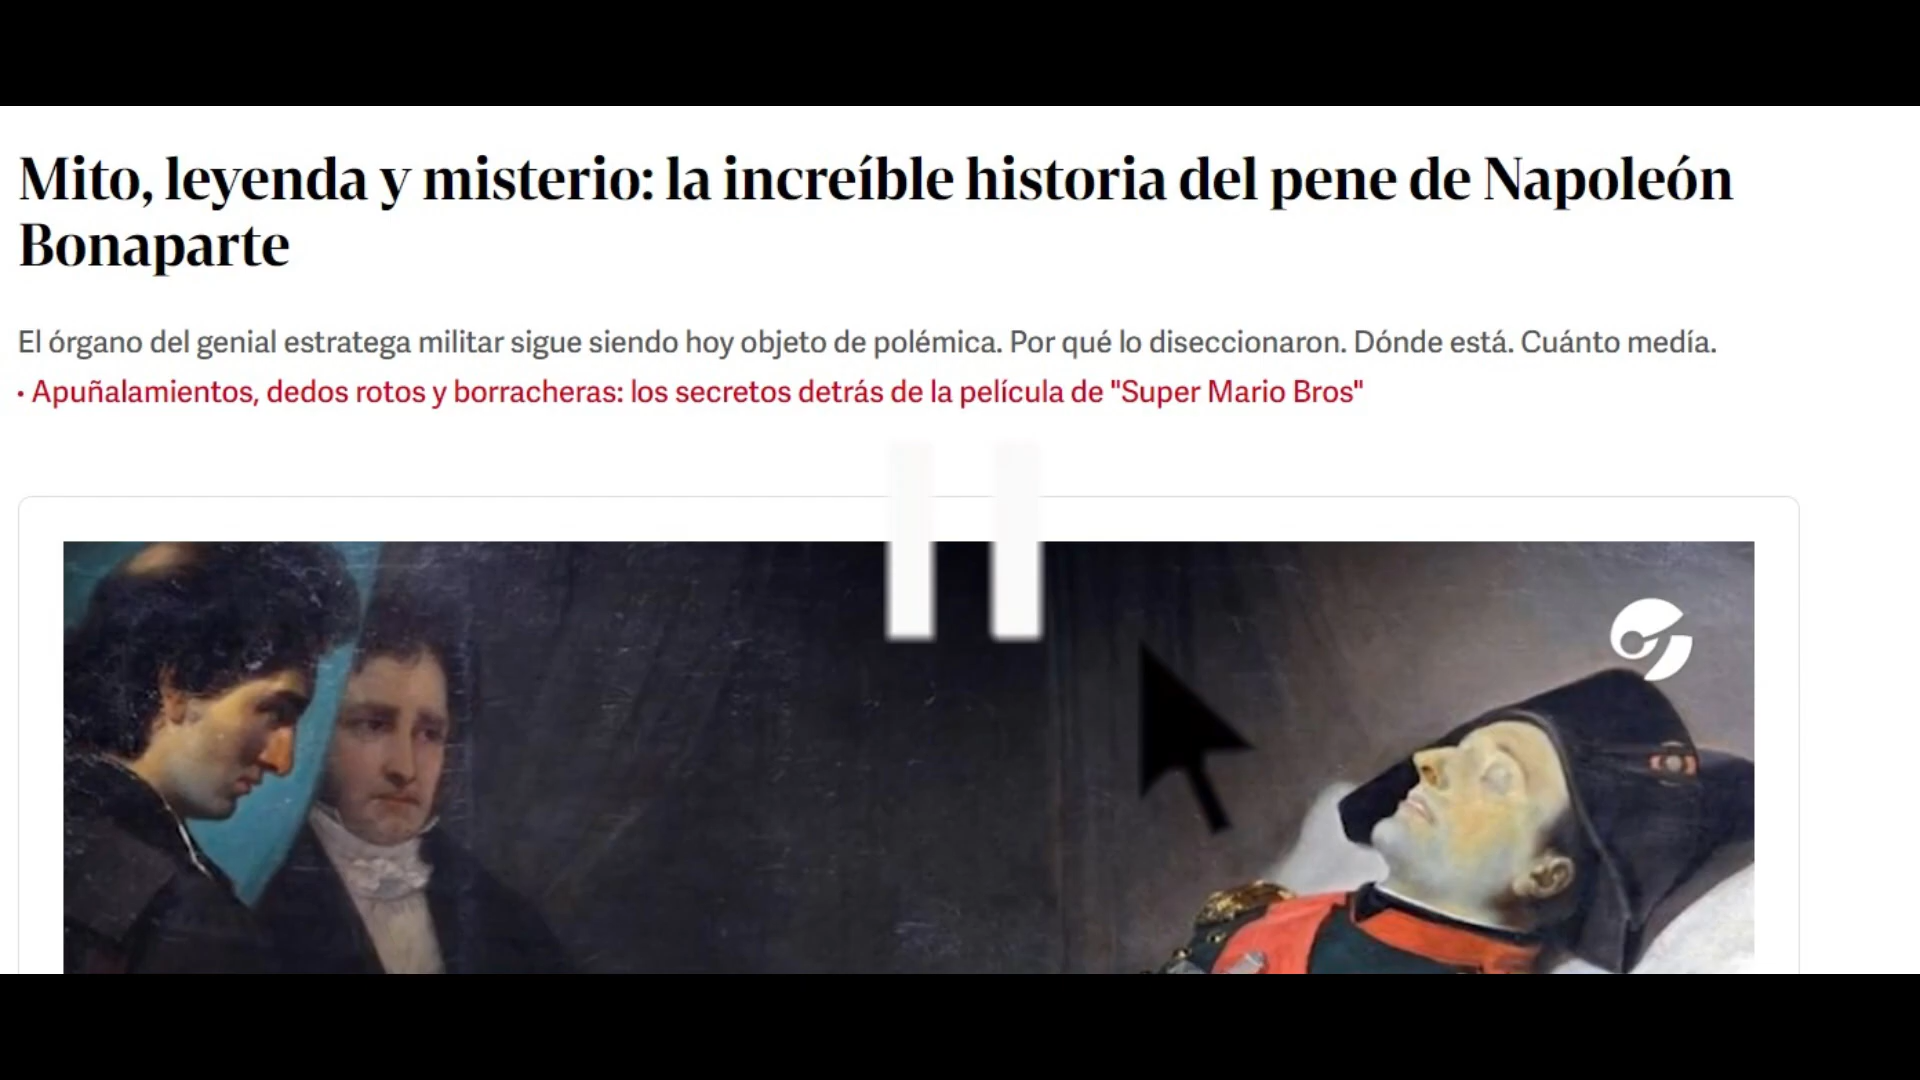 Mito, leyenda y misterio: la increíble historia del pene de Napoleón
Bonaparte
El órgano del genial estratega militar sigue siendo hoy objeto de polémica. Por qué lo diseccionaron. Dónde está. Cuánto medía.
• Apuñalamientos, dedos rotos y borracheras: los secretos detrás de la película de "Super Mario Bros"